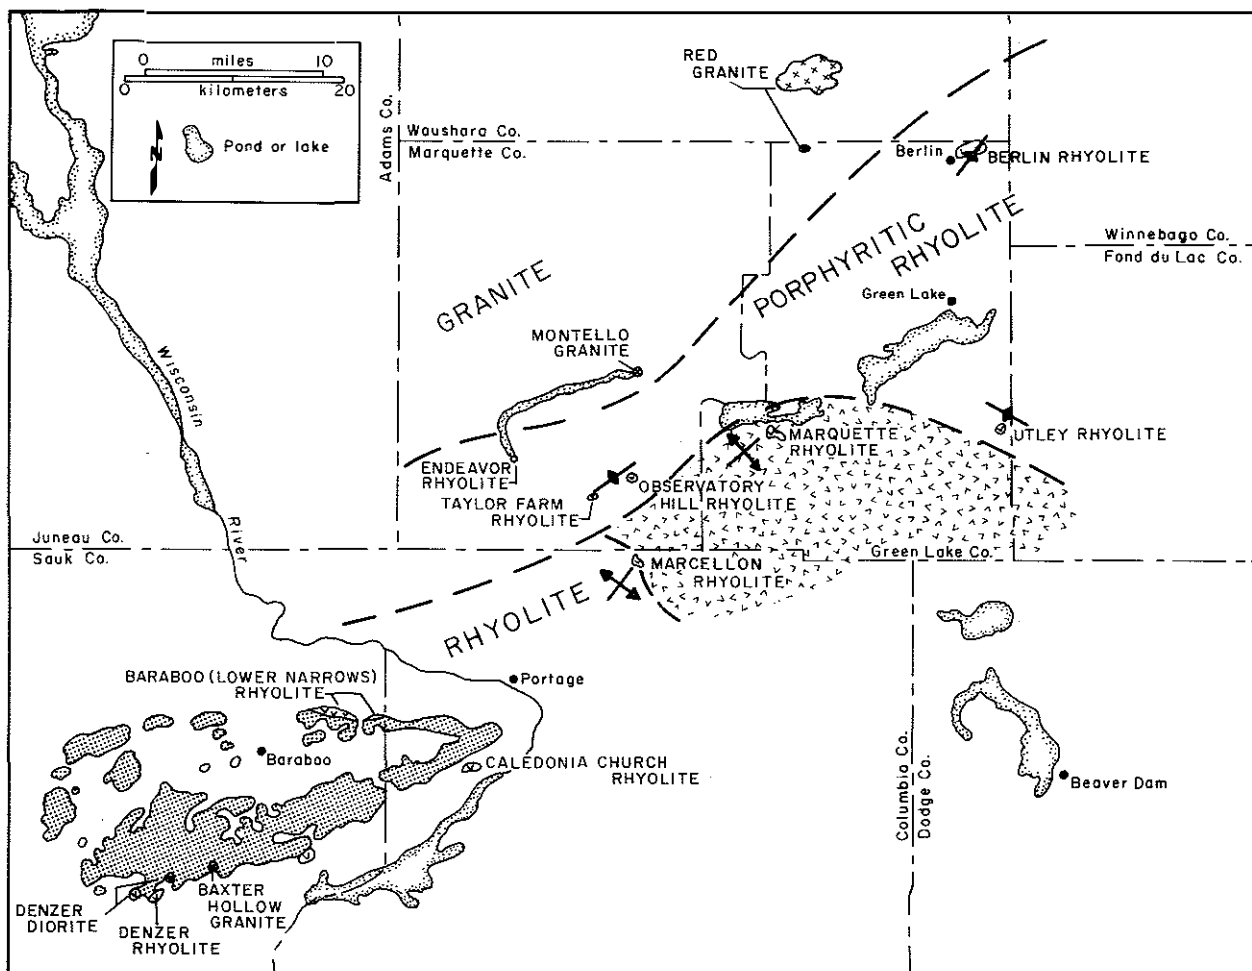 0 miles 10
0 kilometers 20
N
Pond or lake
Adams Co.
Waushara Co.
Marquette Co.
RED
GRANITE
Berlin
BERLIN RHYOLITE
Winnebago Co.
Fond du Lac Co.
GRANITE
PORPHYRITIC
RHYOLITE
Green Lake
MONTELLO
GRANITE
Wisconsin
River
ENDEAVOR
RHYOLITE
TAYLOR FARM
RHYOLITE
OBSERVATORY
HILL RHYOLITE
MARQUETTE
RHYOLITE
UTLEY RHYOLITE
Juneau Co.
Sauk Co.
Green Lake Co.
MARCELLON
RHYOLITE
RHYOLITE
BARABOO (LOWER NARROWS)
RHYOLITE
Portage
Baraboo
CALEDONIA CHURCH
RHYOLITE
Columbia Co.
Dodge Co.
Beaver Dam
DENZER
DIORITE
DENZER
RHYOLITE
BAXTER
HOLLOW
GRANITE